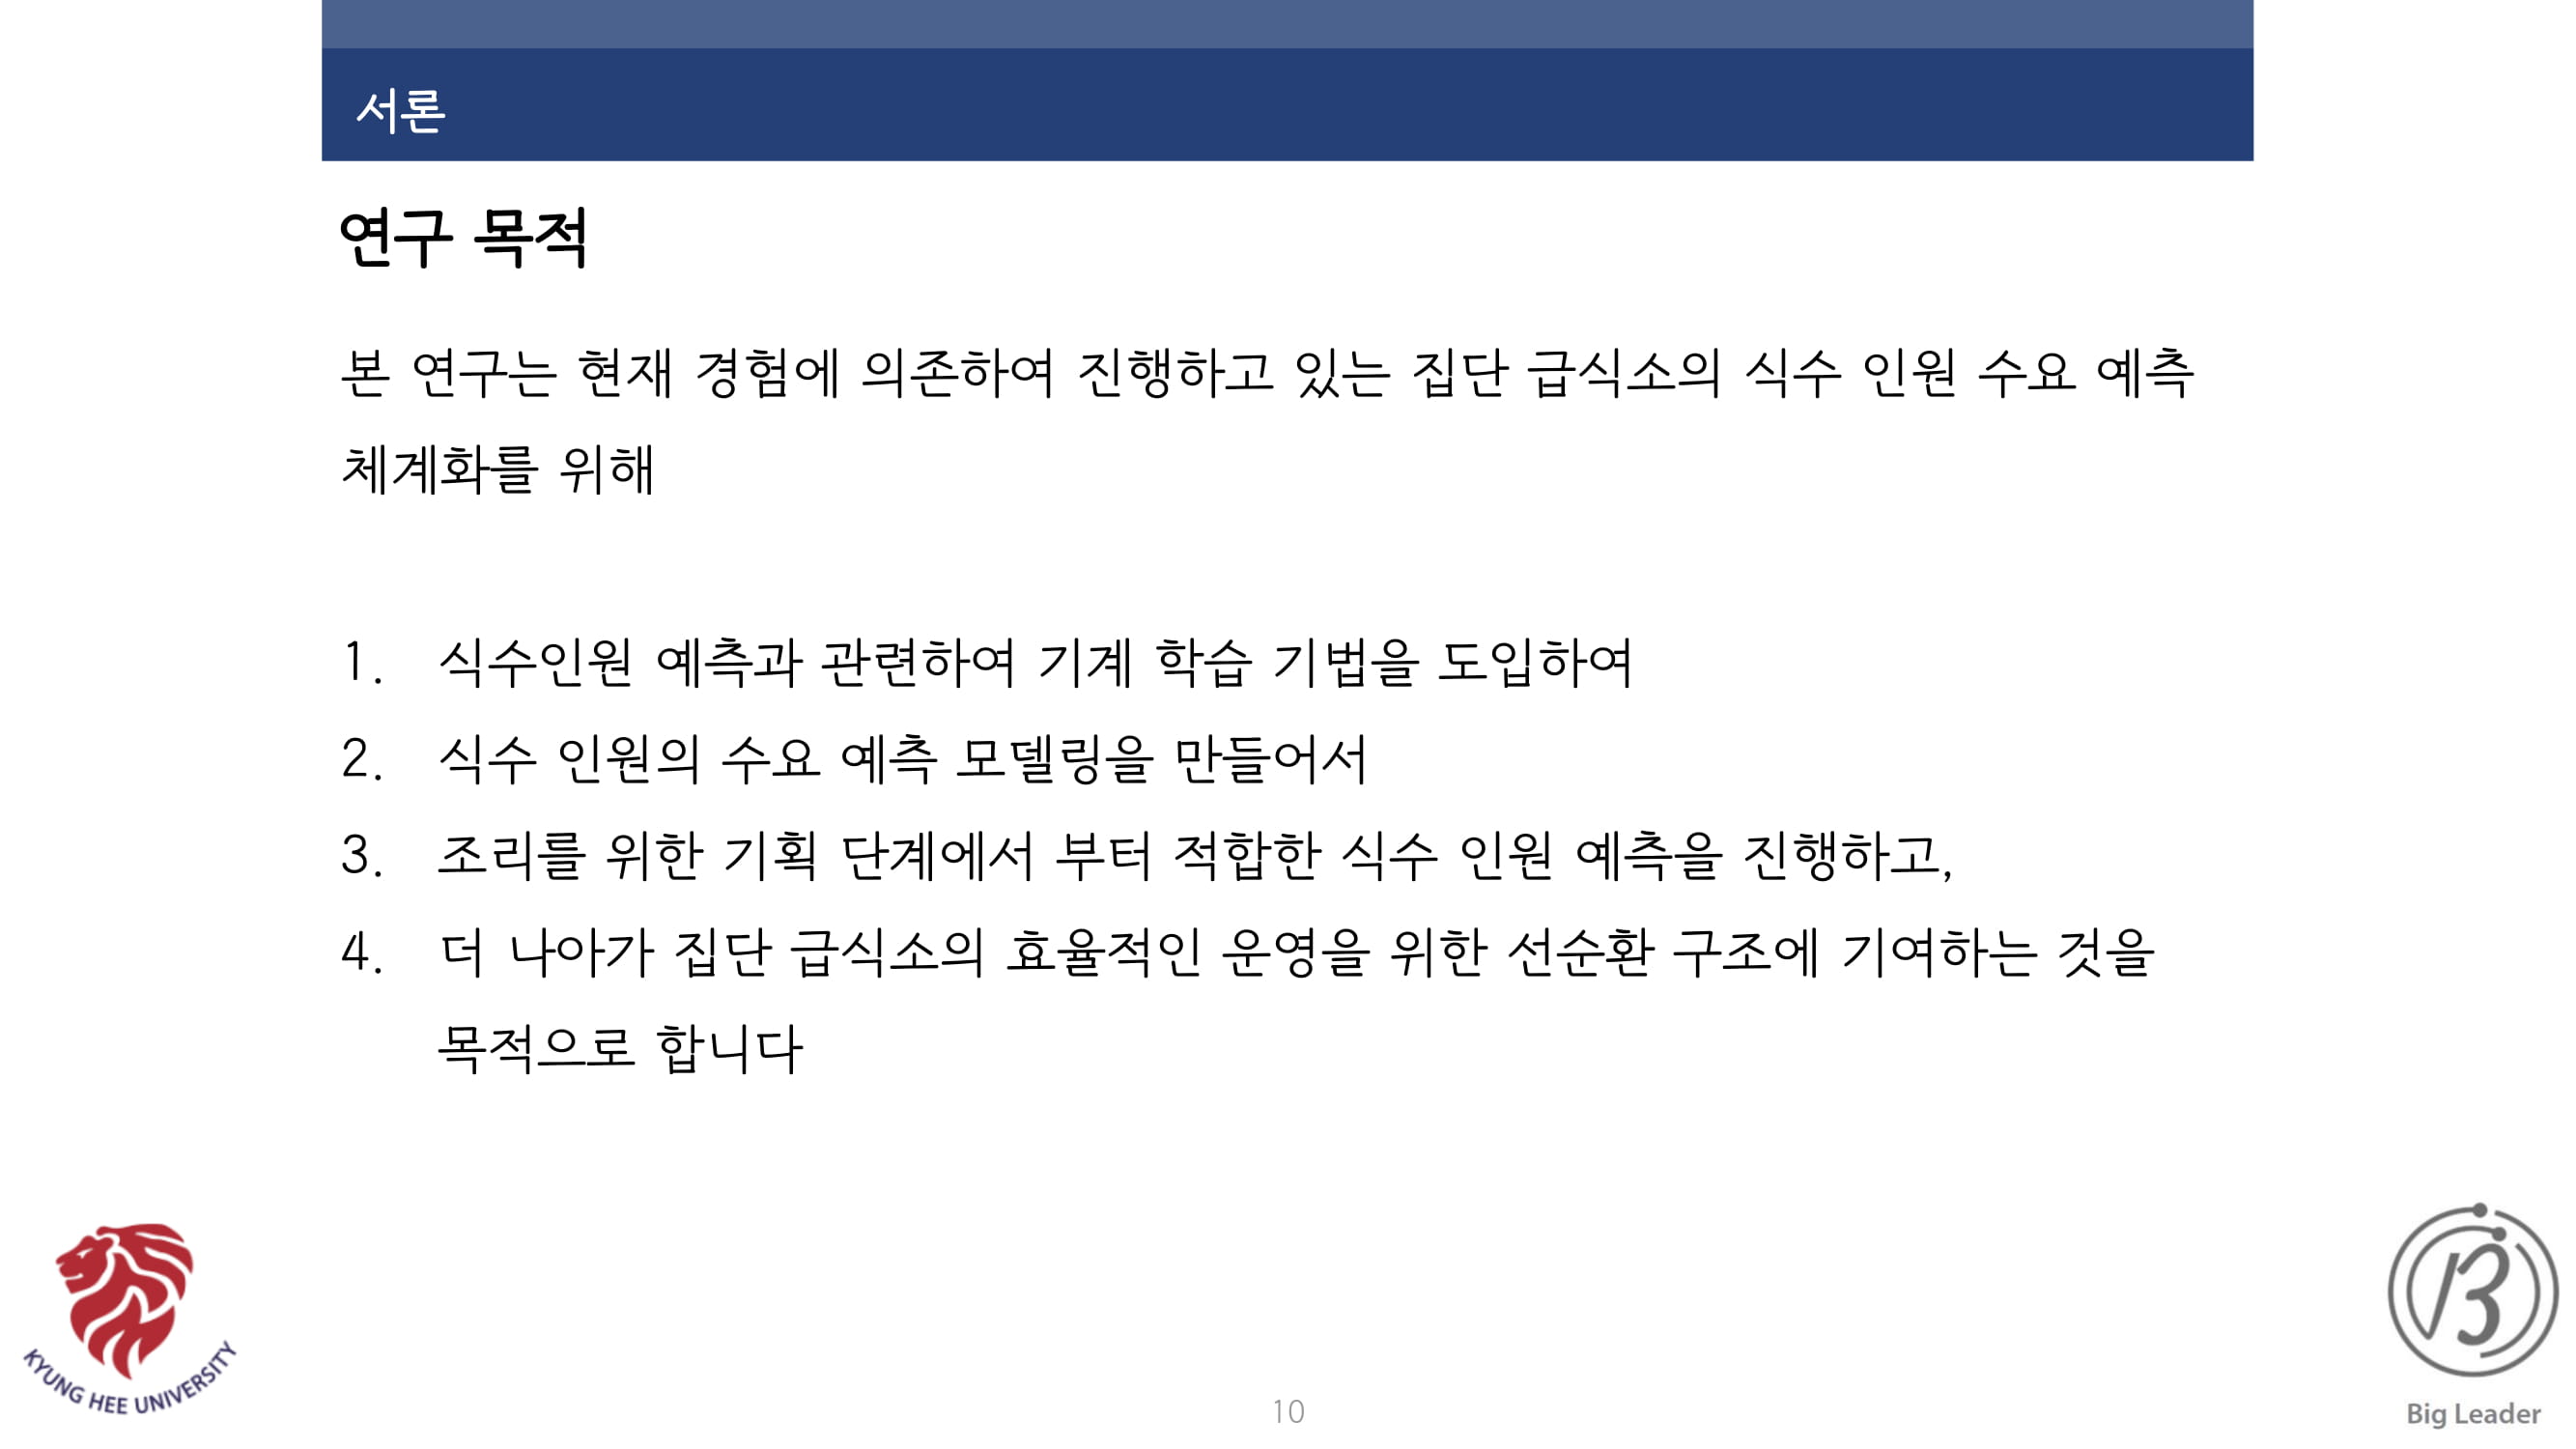 서론
연구 목적
본 연구는 현재 경험에 의존하여 진행하고 있는 집단 급식소의 식수 인원 수요 예측
체계화를 위해
1. 식수인원 예측과 관련하여 기계 학습 기법을 도입하여
2. 식수 인원의 수요 예측 모델링을 만들어서
3. 조리를 위한 기획 단계에서 부터 적합한 식수 인원 예측을 진행하고,
4. 더 나아가 집단 급식소의 효율적인 운영을 위한 선순환 구조에 기여하는 것을
목적으로 합니다
KYUNG HEE UNIVERSITY
10
B
Big Leader